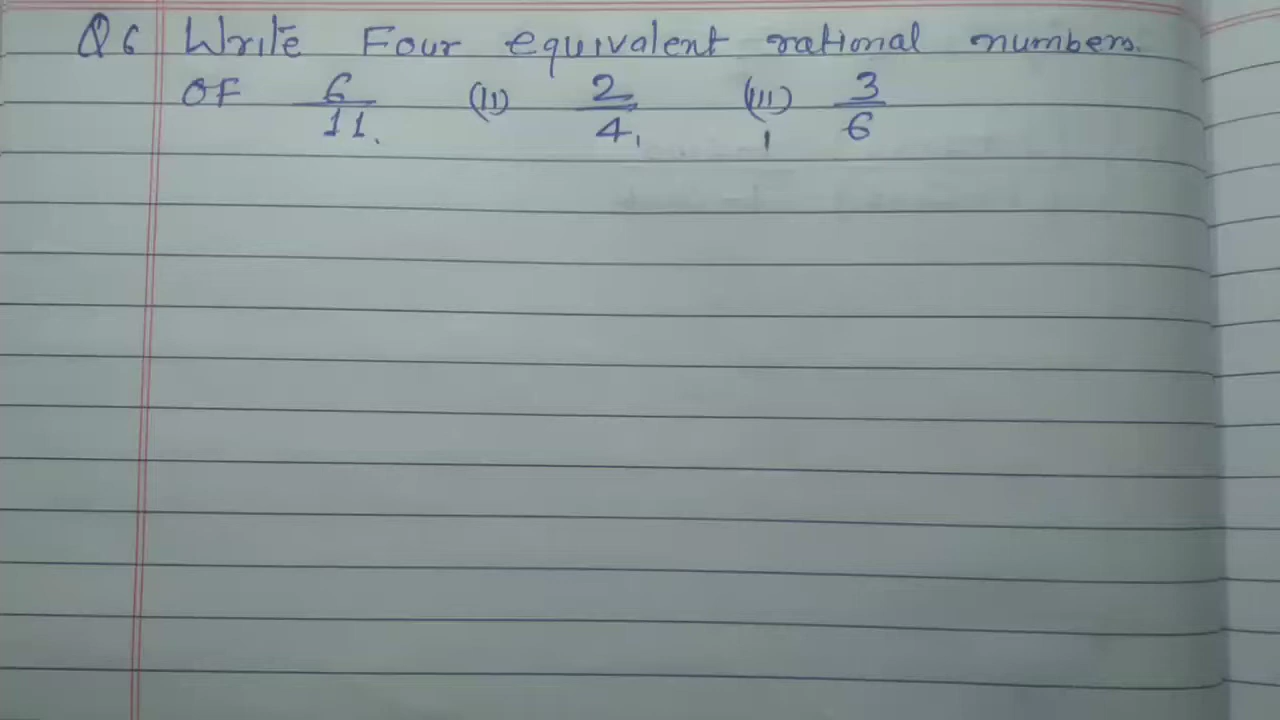 Q6 Write Four equivalent rational numbers.
OF 6/11. (II) 2/4, (III) 3/6